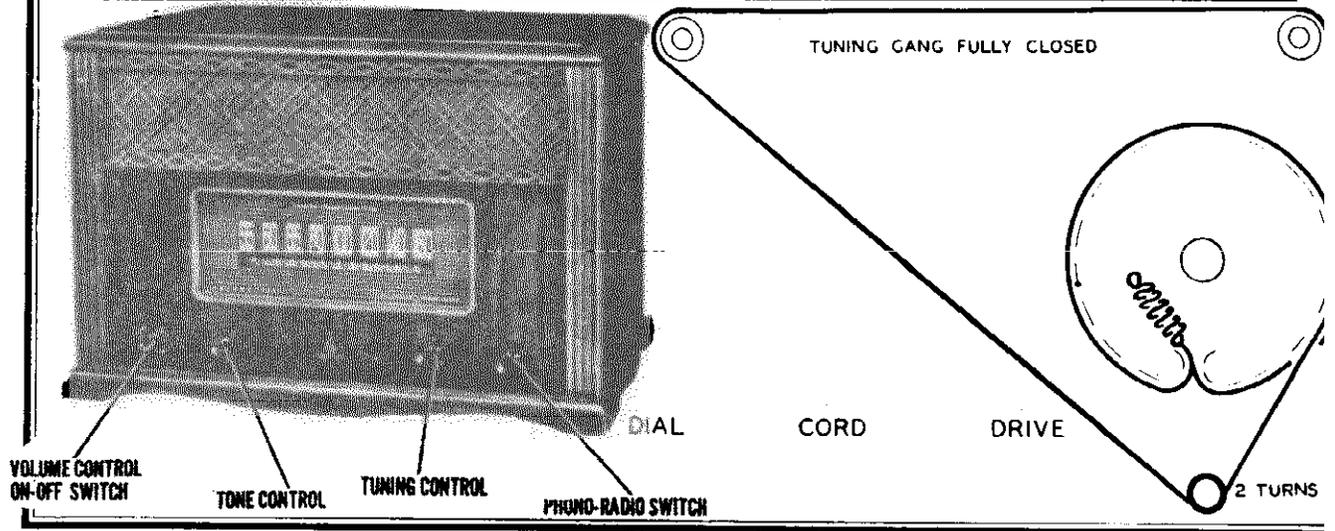 TUNING GANG FULLY CLOSED
DIAL CORD DRIVE
2 TURNS
VOLUME CONTROL
ON-OFF SWITCH
TONE CONTROL
TUNING CONTROL
PHONO-RADIO SWITCH